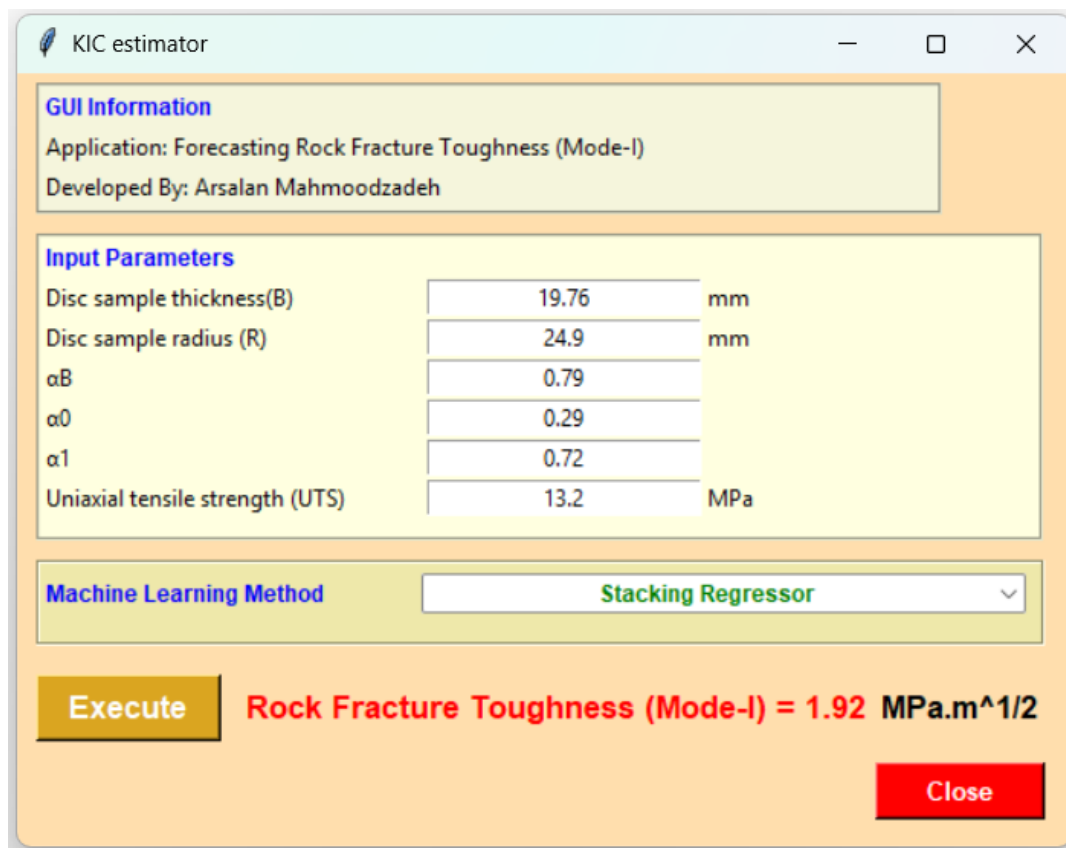 KIC estimator
GUI Information
Application: Forecasting Rock Fracture Toughness (Mode-I)
Developed By: Arsalan Mahmoodzadeh
Input Parameters
Disc sample thickness(B) 19.76 mm
Disc sample radius (R) 24.9 mm
αB 0.79
α0 0.29
α1 0.72
Uniaxial tensile strength (UTS) 13.2 MPa
Machine Learning Method Stacking Regressor
Execute Rock Fracture Toughness (Mode-I) = 1.92 MPa.m^1/2
Close